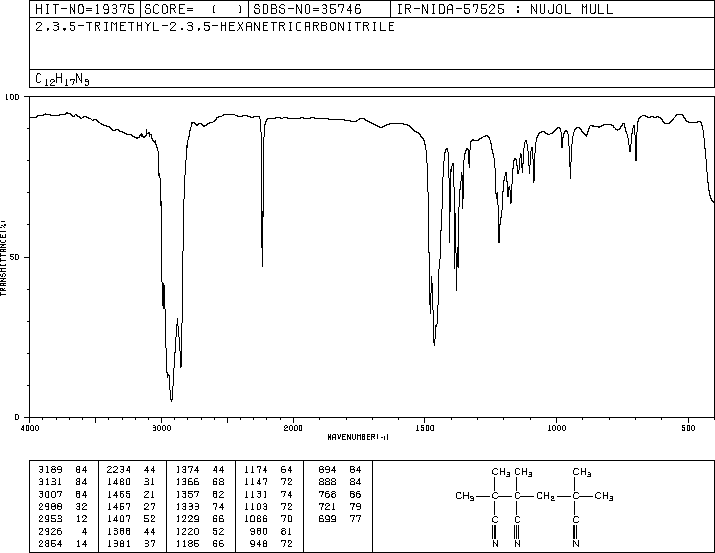 HIT-NO=19375 SCORE= ( ) SDBS-NO=35746 IR-NIDA-57525 : NUJOL MULL
2,3,5-TRIMETHYL-2,3,5-HEXANETRICARBONITRILE
C12H17N3
100
50
0
TRANSMITTANCE(%)
4000 3000 2000 1500 1000 500
WAVENUMBER(-1)
3189 84 2234 44 1374 44 1174 64 894 84
3131 84 1480 31 1366 68 1147 72 888 84
3007 84 1465 21 1357 62 1131 74 768 86
2988 32 1457 27 1333 74 1103 72 721 79
2953 12 1407 52 1229 66 1086 70 699 77
2926 4 1388 44 1220 52 980 81
2854 14 1381 37 1185 66 948 72
CH3 CH3 CH3
CH3 C C CH2 C CH3
C C C
N N N